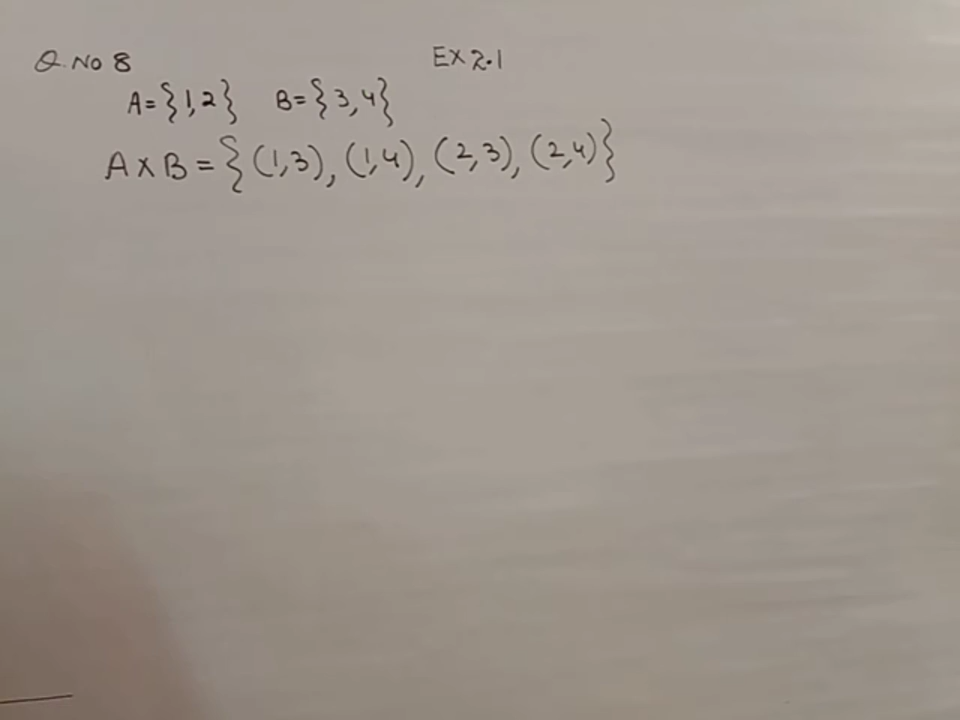 Q. No 8 Ex 2.1
A = {1,2} B = {3,4}
A × B = {(1,3), (1,4), (2,3), (2,4)}